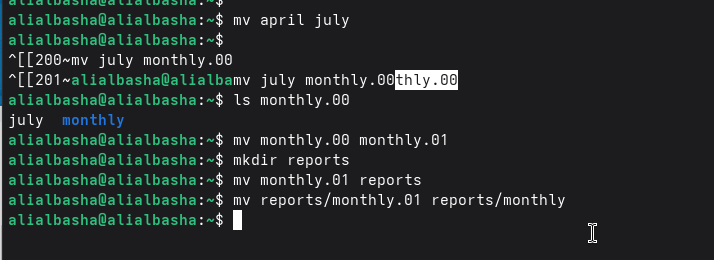 alialbasha@alialbasha:~$
alialbasha@alialbasha:~$ mv april july
alialbasha@alialbasha:~$
^[[200~mv july monthly.00
^[[201~alialbasha@alialbamv july monthly.00thly.00
alialbasha@alialbasha:~$ ls monthly.00
july  monthly
alialbasha@alialbasha:~$ mv monthly.00 monthly.01
alialbasha@alialbasha:~$ mkdir reports
alialbasha@alialbasha:~$ mv monthly.01 reports
alialbasha@alialbasha:~$ mv reports/monthly.01 reports/monthly
alialbasha@alialbasha:~$